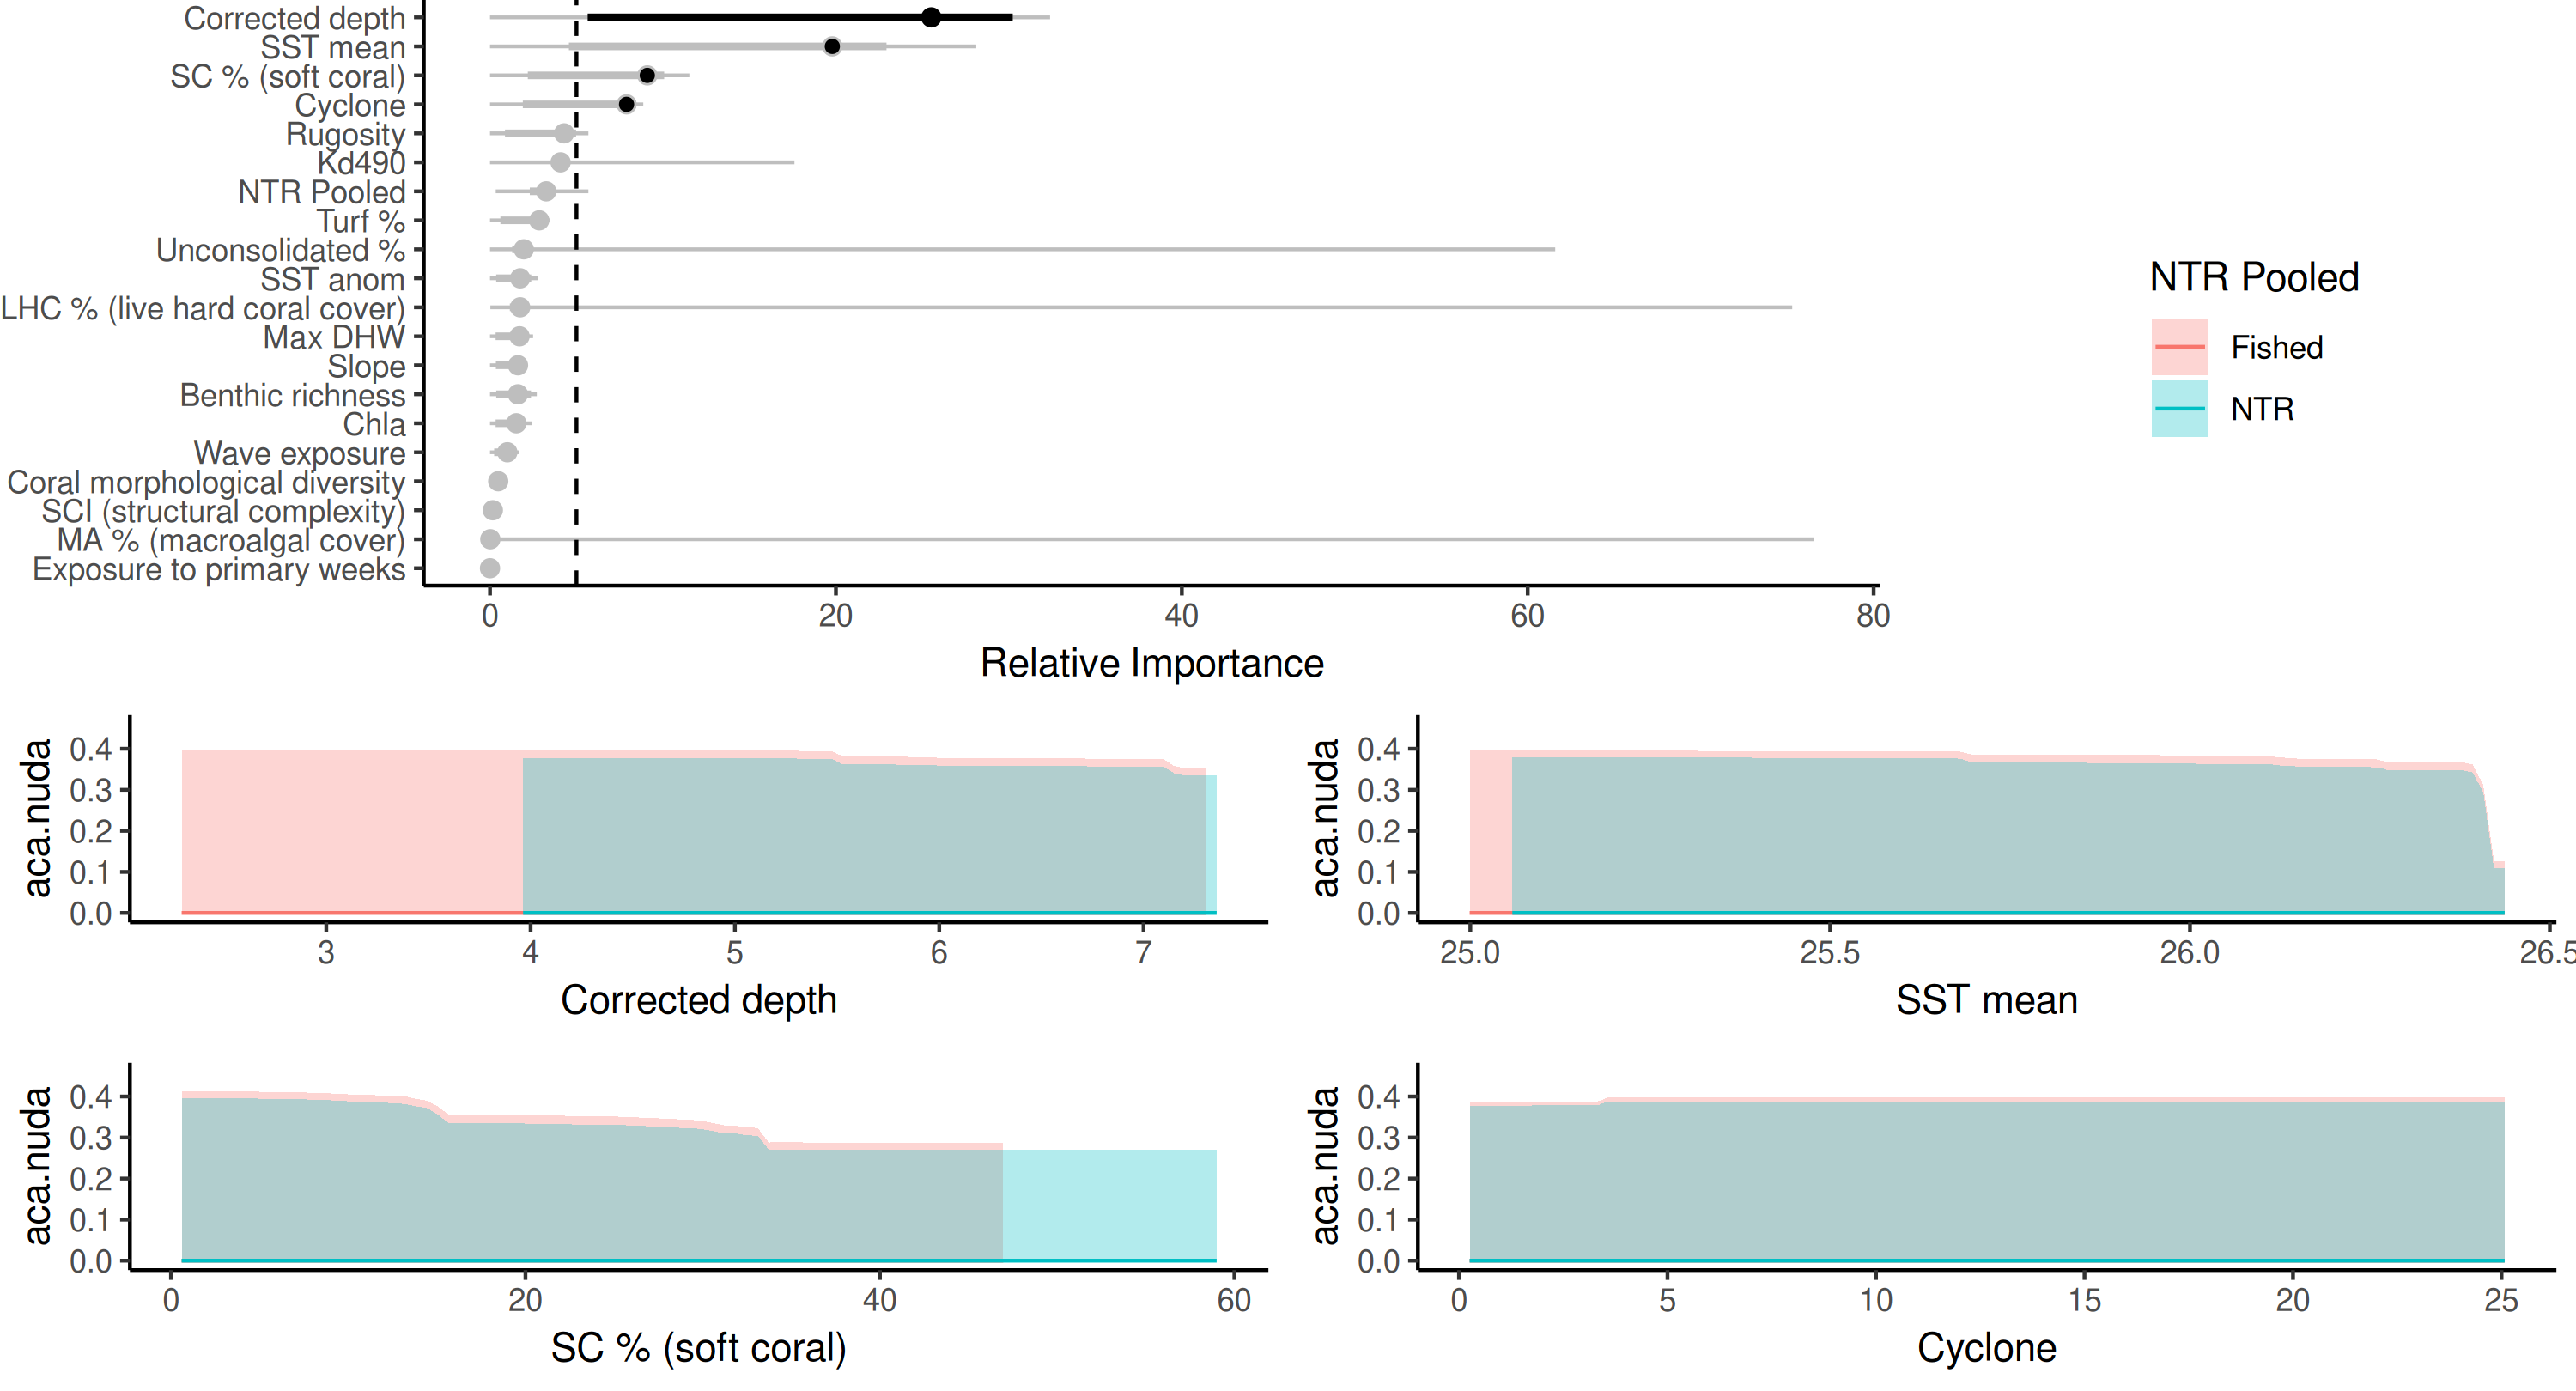 Corrected depth
SST mean
SC % (soft coral)
Cyclone
Rugosity
Kd490
NTR Pooled
Turf %
Unconsolidated %
SST anom
LHC % (live hard coral cover)
Max DHW
Slope
Benthic richness
Chla
Wave exposure
Coral morphological diversity
SCI (structural complexity)
MA % (macroalgal cover)
Exposure to primary weeks
0 20 40 60 80
Relative Importance
NTR Pooled
Fished
NTR
aca.nuda
0.4
0.3
0.2
0.1
0.0
3 4 5 6 7
Corrected depth
aca.nuda
0.4
0.3
0.2
0.1
0.0
25.0 25.5 26.0 26.5
SST mean
aca.nuda
0.4
0.3
0.2
0.1
0.0
0 20 40 60
SC % (soft coral)
aca.nuda
0.4
0.3
0.2
0.1
0.0
0 5 10 15 20 25
Cyclone